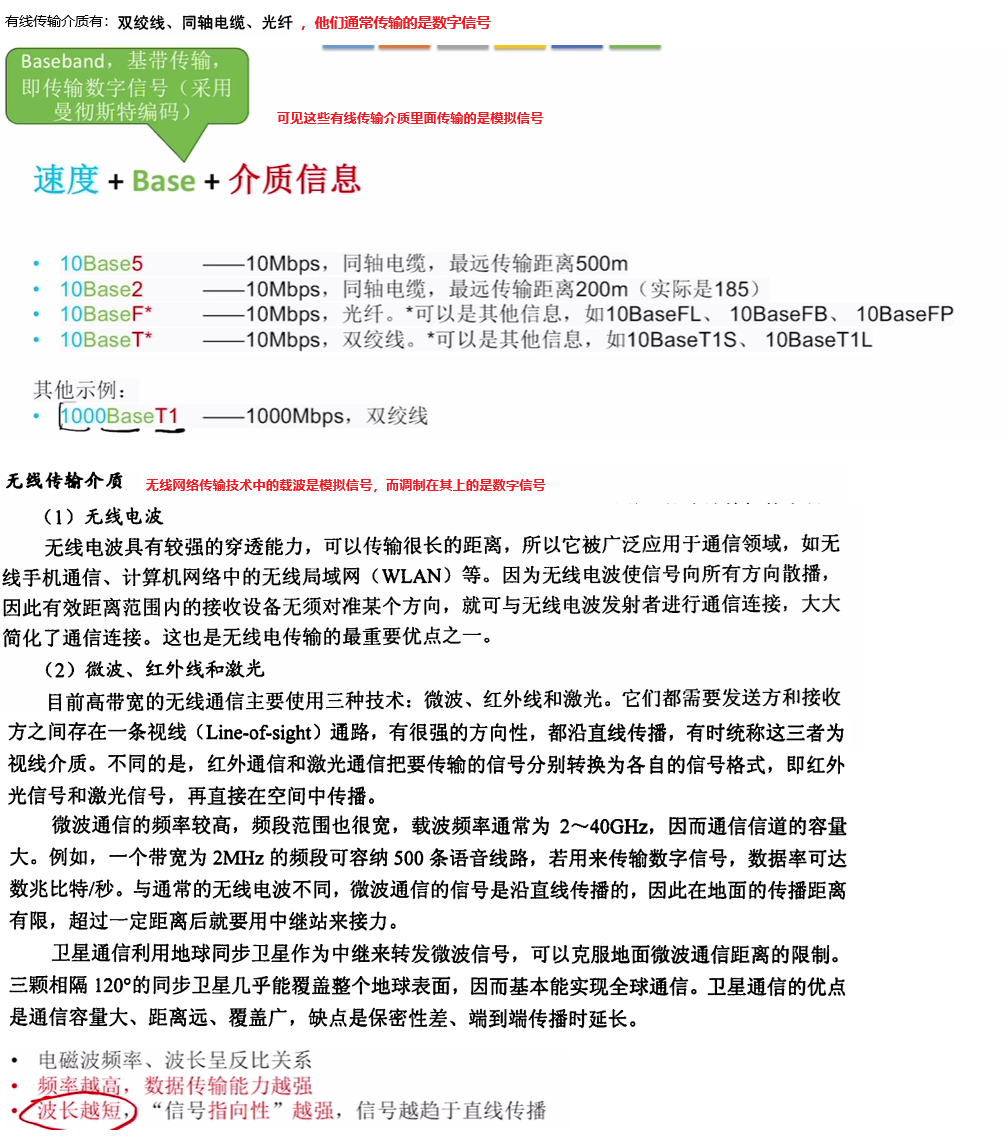 有线传输介质有：双绞线、同轴电缆、光纤，他们通常传输的是数字信号
Baseband，基带传输，
即传输数字信号（采用
曼彻斯特编码）
可见这些有线传输介质里面传输的是模拟信号
速度 + Base + 介质信息
• 10Base5 ——10Mbps，同轴电缆，最远传输距离500m
• 10Base2 ——10Mbps，同轴电缆，最远传输距离200m（实际是185）
• 10BaseF* ——10Mbps，光纤。*可以是其他信息，如10BaseFL、 10BaseFB、 10BaseFP
• 10BaseT* ——10Mbps，双绞线。*可以是其他信息，如10BaseT1S、 10BaseT1L
其他示例：
• 1000BaseT1 ——1000Mbps，双绞线
无线传输介质 无线网络传输技术中的载波是模拟信号，而调制在其上的是数字信号
（1）无线电波
无线电波具有较强的穿透能力，可以传输很长的距离，所以它被广泛应用于通信领域，如无
线手机通信、计算机网络中的无线局域网（WLAN）等。因为无线电波使信号向所有方向散播，
因此有效距离范围内的接收设备无须对准某个方向，就可与无线电波发射者进行通信连接，大大
简化了通信连接。这也是无线电传输的最重要优点之一。
（2）微波、红外线和激光
目前高带宽的无线通信主要使用三种技术：微波、红外线和激光。它们都需要发送方和接收
方之间存在一条视线（Line-of-sight）通路，有很强的方向性，都沿直线传播，有时统称这三者为
视线介质。不同的是，红外通信和激光通信把要传输的信号分别转换为各自的信号格式，即红外
光信号和激光信号，再直接在空间中传播。
微波通信的频率较高，频段范围也很宽，载波频率通常为 2～40GHz，因而通信信道的容量
大。例如，一个带宽为 2MHz 的频段可容纳 500 条语音线路，若用来传输数字信号，数据率可达
数兆比特/秒。与通常的无线电波不同，微波通信的信号是沿直线传播的，因此在地面的传播距离
有限，超过一定距离后就要用中继站来接力。
卫星通信利用地球同步卫星作为中继来转发微波信号，可以克服地面微波通信距离的限制。
三颗相隔 120°的同步卫星几乎能覆盖整个地球表面，因而基本能实现全球通信。卫星通信的优点
是通信容量大、距离远、覆盖广，缺点是保密性差、端到端传播时延长。
• 电磁波频率、波长呈反比关系
• 频率越高，数据传输能力越强
• 波长越短，“信号指向性”越强，信号越趋于直线传播